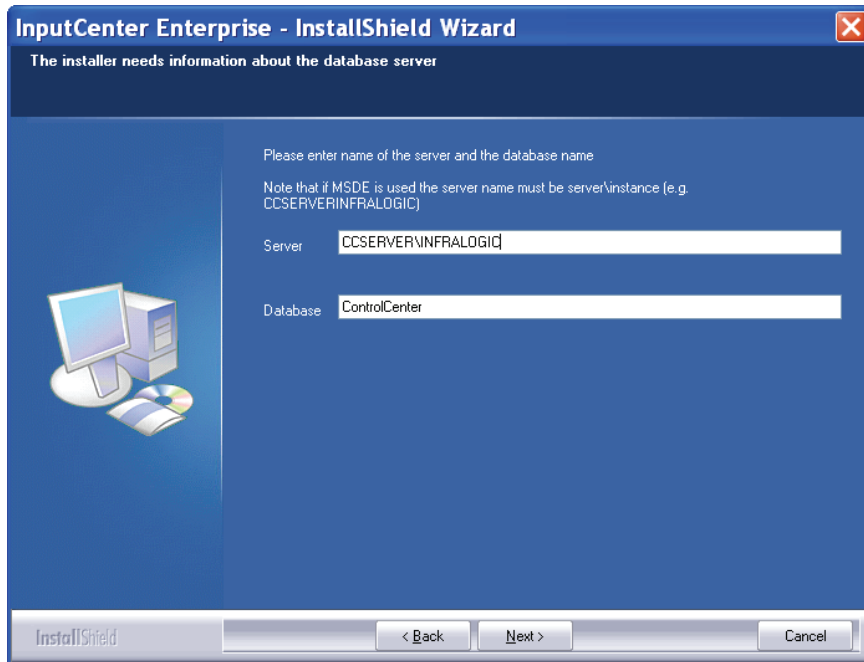 InputCenter Enterprise - InstallShield Wizard
The installer needs information about the database server
Please enter name of the server and the database name
Note that if MSDE is used the server name must be server\instance (e.g.
CCSERVERINFRALOGIC)
Server CCSERVER\INFRALOGIC
Database ControlCenter
InstallShield
< Back Next > Cancel